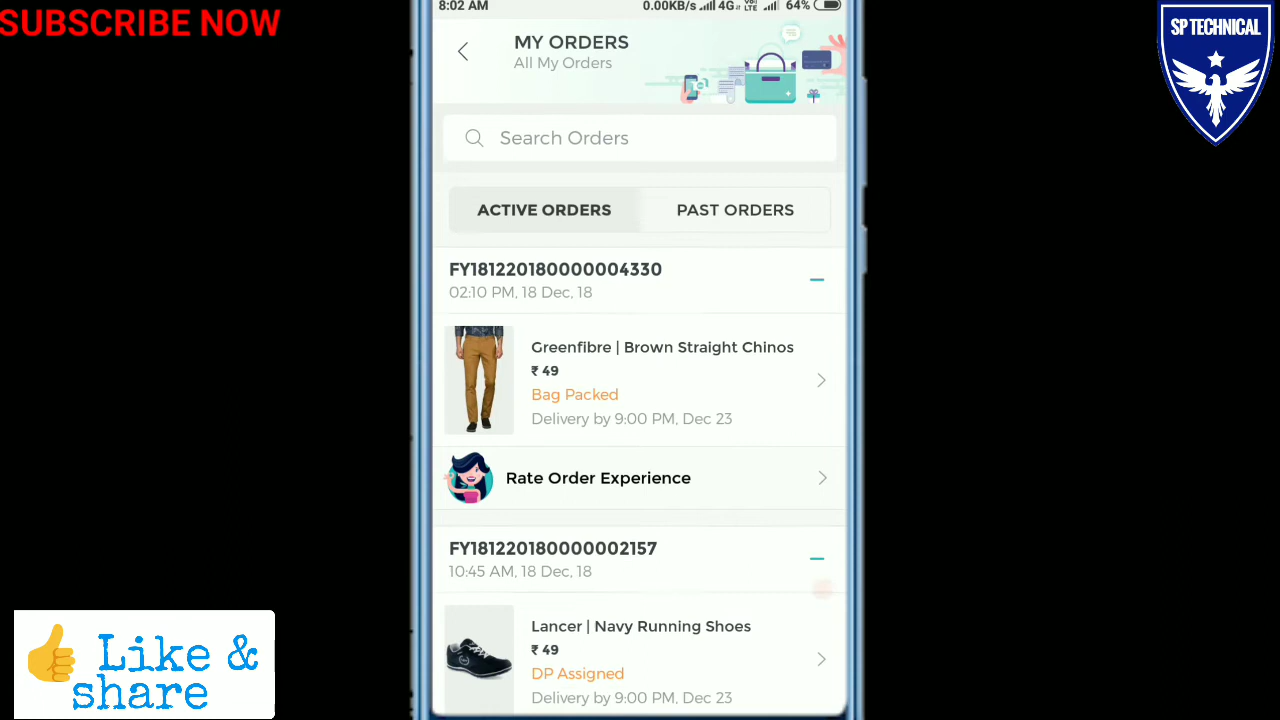 SUBSCRIBE NOW
8:02 AM
0.00KB/s 4G VoLTE 64%
SP TECHNICAL
MY ORDERS
All My Orders
Search Orders
ACTIVE ORDERS
PAST ORDERS
FY181220180000004330
02:10 PM, 18 Dec, 18
Greenfibre | Brown Straight Chinos
₹ 49
Bag Packed
Delivery by 9:00 PM, Dec 23
Rate Order Experience
FY181220180000002157
10:45 AM, 18 Dec, 18
Lancer | Navy Running Shoes
₹ 49
DP Assigned
Delivery by 9:00 PM, Dec 23
Like &
share